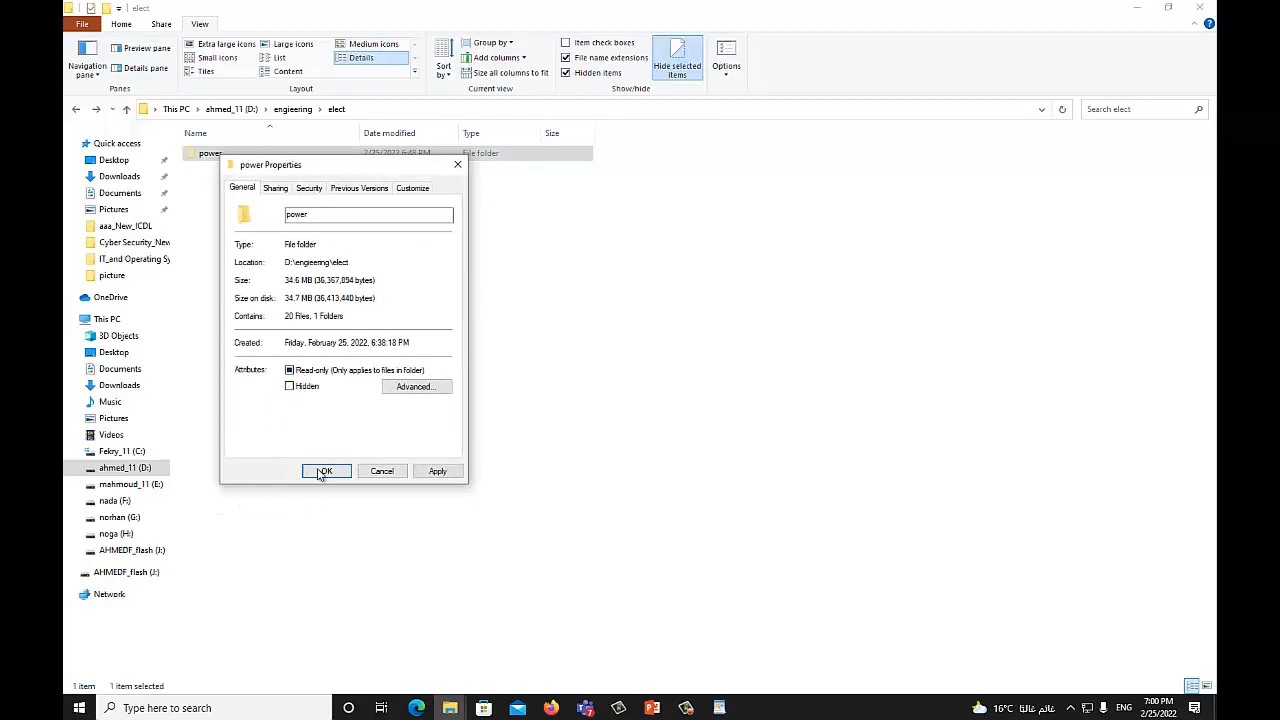 elect
File Home Share View
Navigation pane
Preview pane
Details pane
Panes
Extra large icons Large icons Medium icons
Small icons List Details
Tiles Content
Layout
Sort by
Group by
Add columns
Size all columns to fit
Current view
Item check boxes
File name extensions
Hidden items
Hide selected items
Show/hide
Options
This PC ahmed_11 (D:) engieering elect
Search elect
Name Date modified Type Size
power 2/25/2022 6:48 PM File folder
Quick access
Desktop
Downloads
Documents
Pictures
aaa_New_ICDL
Cyber Security_New
IT_and Operating Sy
picture
OneDrive
This PC
3D Objects
Desktop
Documents
Downloads
Music
Pictures
Videos
Fekry_11 (C:)
ahmed_11 (D:)
mahmoud_11 (E:)
nada (F:)
norhan (G:)
noga (H:)
AHMEDF_flash (J:)
AHMEDF_flash (J:)
Network
power Properties
General Sharing Security Previous Versions Customize
power
Type: File folder
Location: D:\engieering\elect
Size: 34.6 MB (36,367,894 bytes)
Size on disk: 34.7 MB (36,413,440 bytes)
Contains: 20 Files, 1 Folders
Created: Friday, February 25, 2022, 6:38:18 PM
Attributes: Read-only (Only applies to files in folder)
Hidden Advanced...
OK Cancel Apply
1 item 1 item selected
Type here to search
16°C غائم غالبًا ENG
7:00 PM
2/25/2022